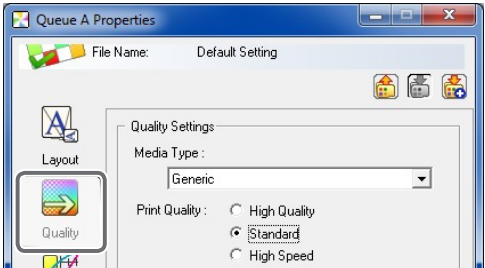 Queue A Properties
File Name: Default Setting
Layout
Quality
Quality Settings
Media Type :
Generic
Print Quality : High Quality
Standard
High Speed